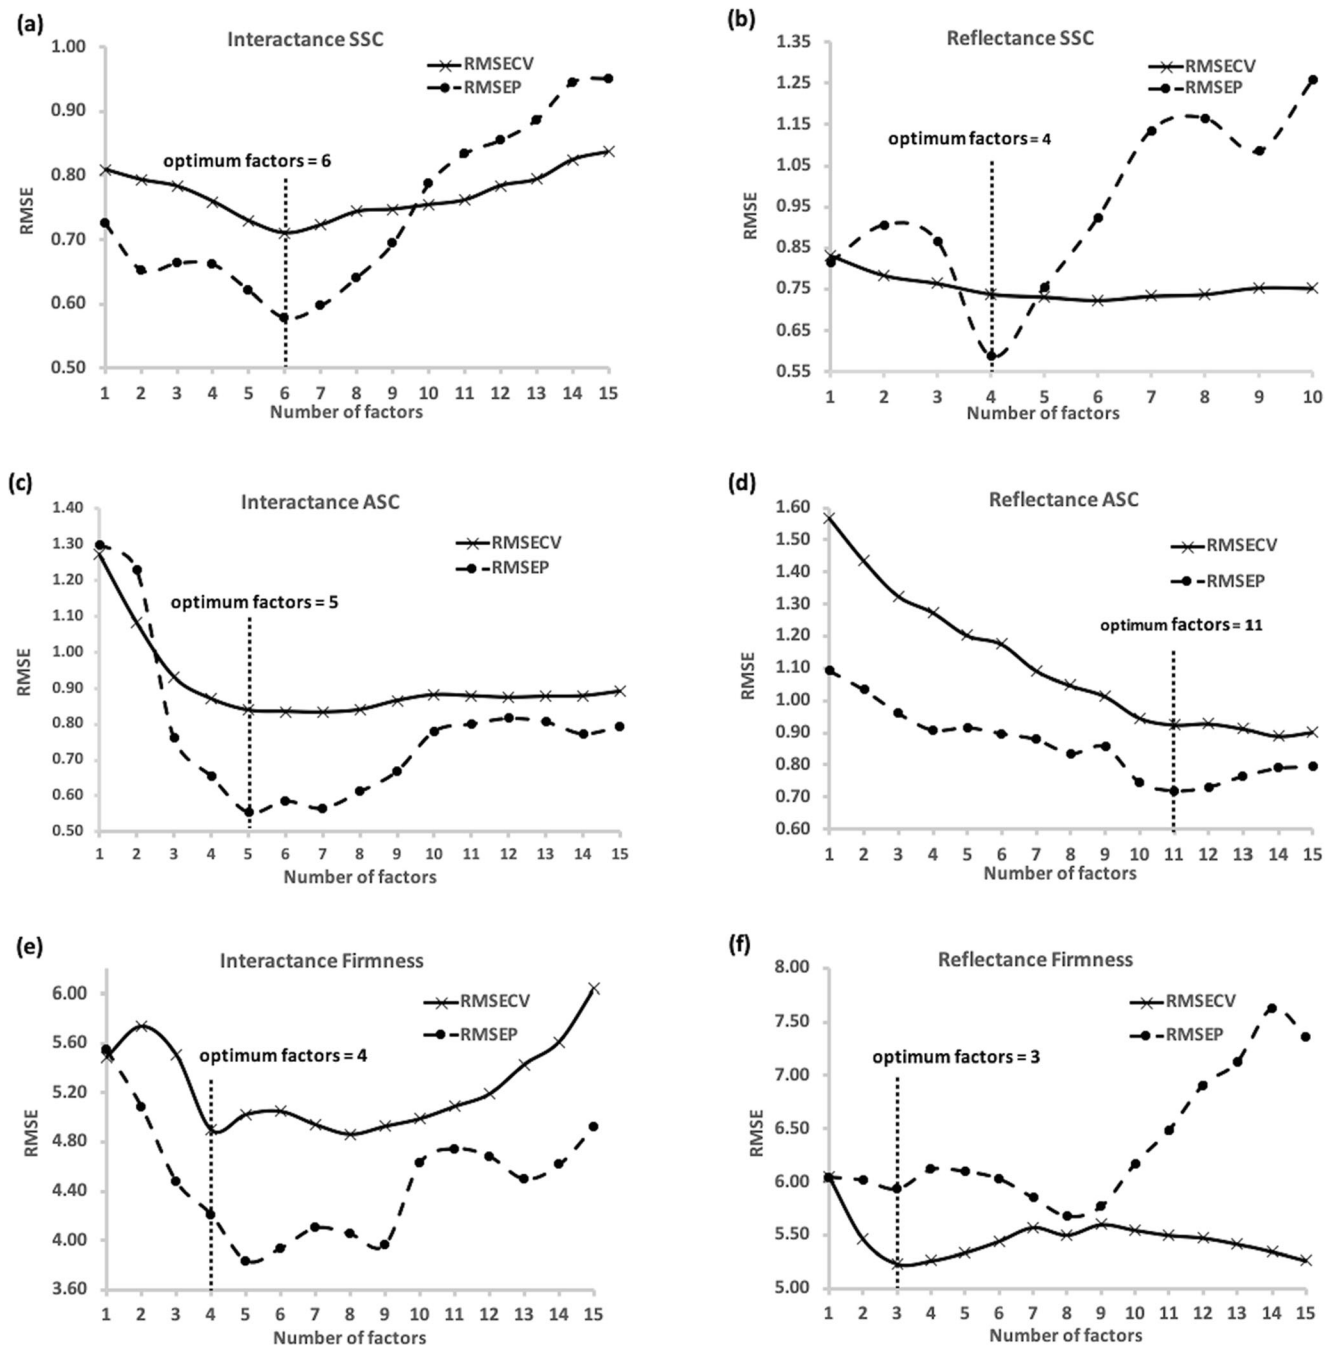 (a)
Interactance SSC
1.00
0.90
0.80
0.70
0.60
0.50
RMSE
RMSECV
RMSEP
optimum factors = 6
1 2 3 4 5 6 7 8 9 10 11 12 13 14 15
Number of factors
(b)
Reflectance SSC
1.35
1.25
1.15
1.05
0.95
0.85
0.75
0.65
0.55
RMSE
RMSECV
RMSEP
optimum factors = 4
1 2 3 4 5 6 7 8 9 10
Number of factors
(c)
Interactance ASC
1.40
1.30
1.20
1.10
1.00
0.90
0.80
0.70
0.60
0.50
RMSE
RMSECV
RMSEP
optimum factors = 5
1 2 3 4 5 6 7 8 9 10 11 12 13 14 15
Number of factors
(d)
Reflectance ASC
1.60
1.50
1.40
1.30
1.20
1.10
1.00
0.90
0.80
0.70
0.60
RMSE
RMSECV
RMSEP
optimum factors = 11
1 2 3 4 5 6 7 8 9 10 11 12 13 14 15
Number of factors
(e)
Interactance Firmness
6.00
5.60
5.20
4.80
4.40
4.00
3.60
RMSE
RMSECV
RMSEP
optimum factors = 4
1 2 3 4 5 6 7 8 9 10 11 12 13 14 15
Number of factors
(f)
Reflectance Firmness
8.00
7.50
7.00
6.50
6.00
5.50
5.00
RMSE
RMSECV
RMSEP
optimum factors = 3
1 2 3 4 5 6 7 8 9 10 11 12 13 14 15
Number of factors